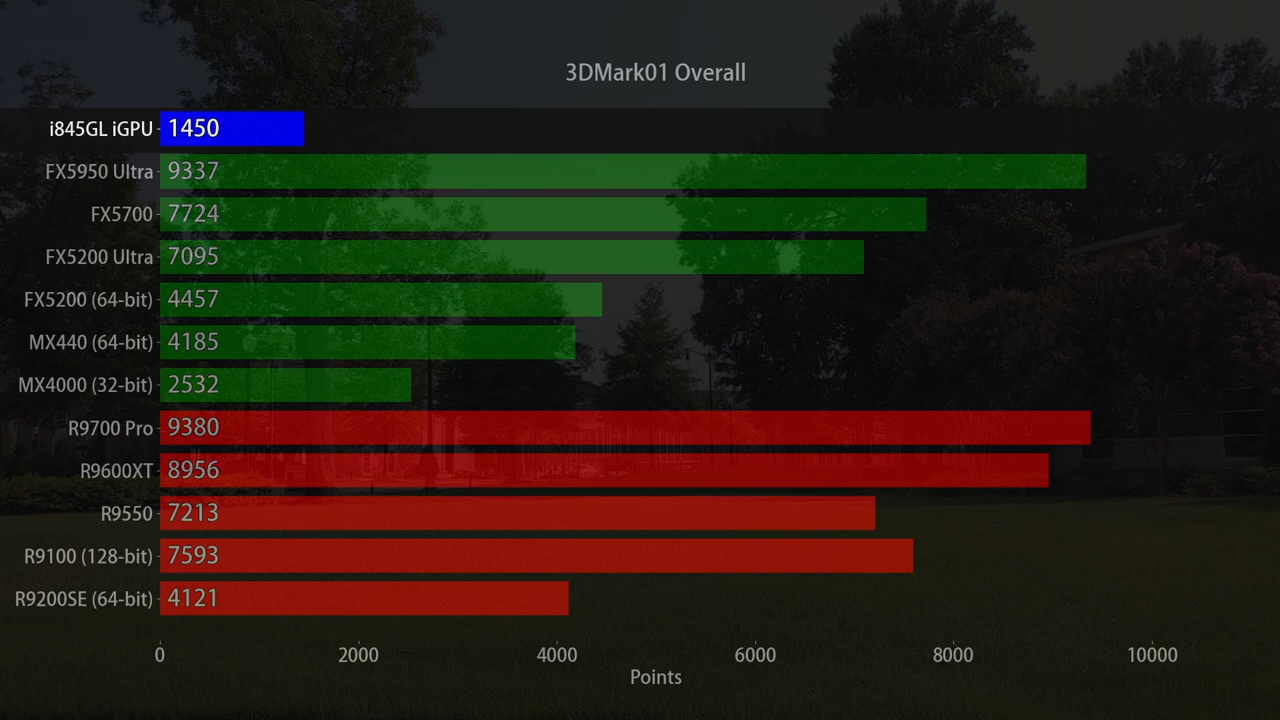 3DMark01 Overall
i845GL iGPU 1450
FX5950 Ultra 9337
FX5700 7724
FX5200 Ultra 7095
FX5200 (64-bit) 4457
MX440 (64-bit) 4185
MX4000 (32-bit) 2532
R9700 Pro 9380
R9600XT 8956
R9550 7213
R9100 (128-bit) 7593
R9200SE (64-bit) 4121
0 2000 4000 6000 8000 10000
Points